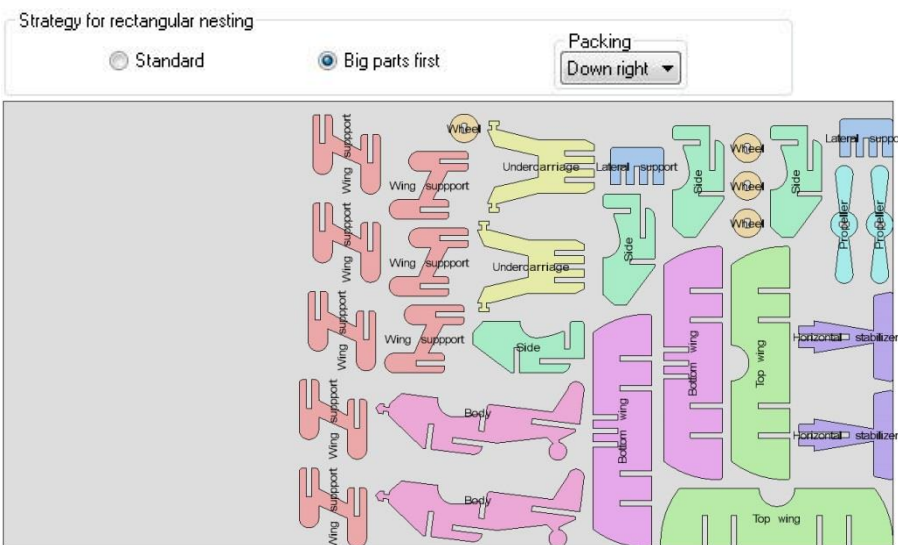 Strategy for rectangular nesting
Standard
Big parts first
Packing
Down right
Wing suppport
Wheel
Undercarriage
Wing suppport
Lateral support
Side
Wheel
Wheel
Wheel
Side
Lateral suppo
Propeller
Propeller
Wing suppport
Wing suppport
Undercarriage
Side
Wing suppport
Wing suppport
Side
Bottom wing
Bottom wing
Top wing
Horizontal stabilizer
Wing suppport
Body
Horizontal stabilizer
Wing suppport
Body
Top wing